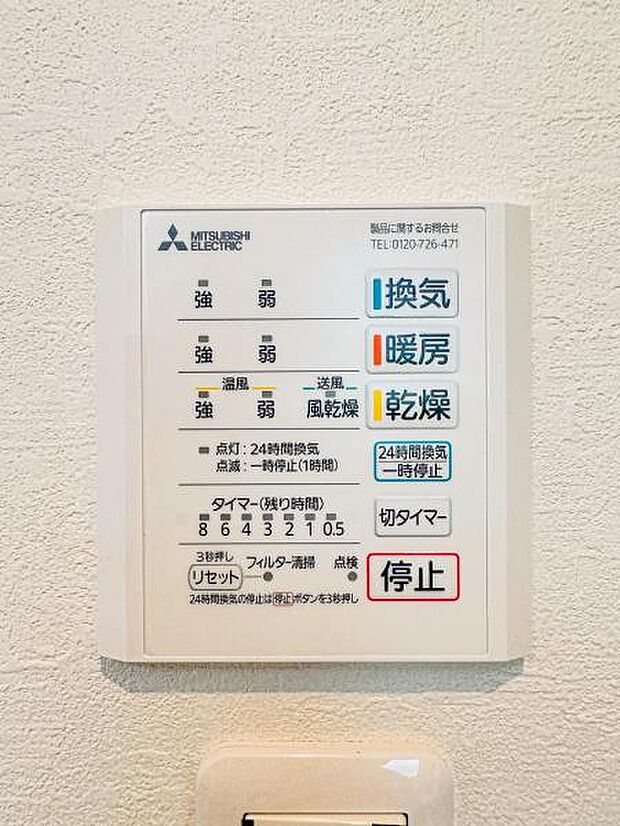 MITSUBISHI
ELECTRIC
製品に関するお問合せ
TEL:0120-726-471
強 弱 換気
強 弱 暖房
温風 送風
強 弱 風乾燥 乾燥
点灯:24時間換気
点滅:一時停止(1時間)
24時間換気
一時停止
タイマー(残り時間)
8 6 4 3 2 1 0.5
切タイマー
3秒押し
リセット フィルター清掃 点検
停止
24時間換気の停止は停止ボタンを3秒押し